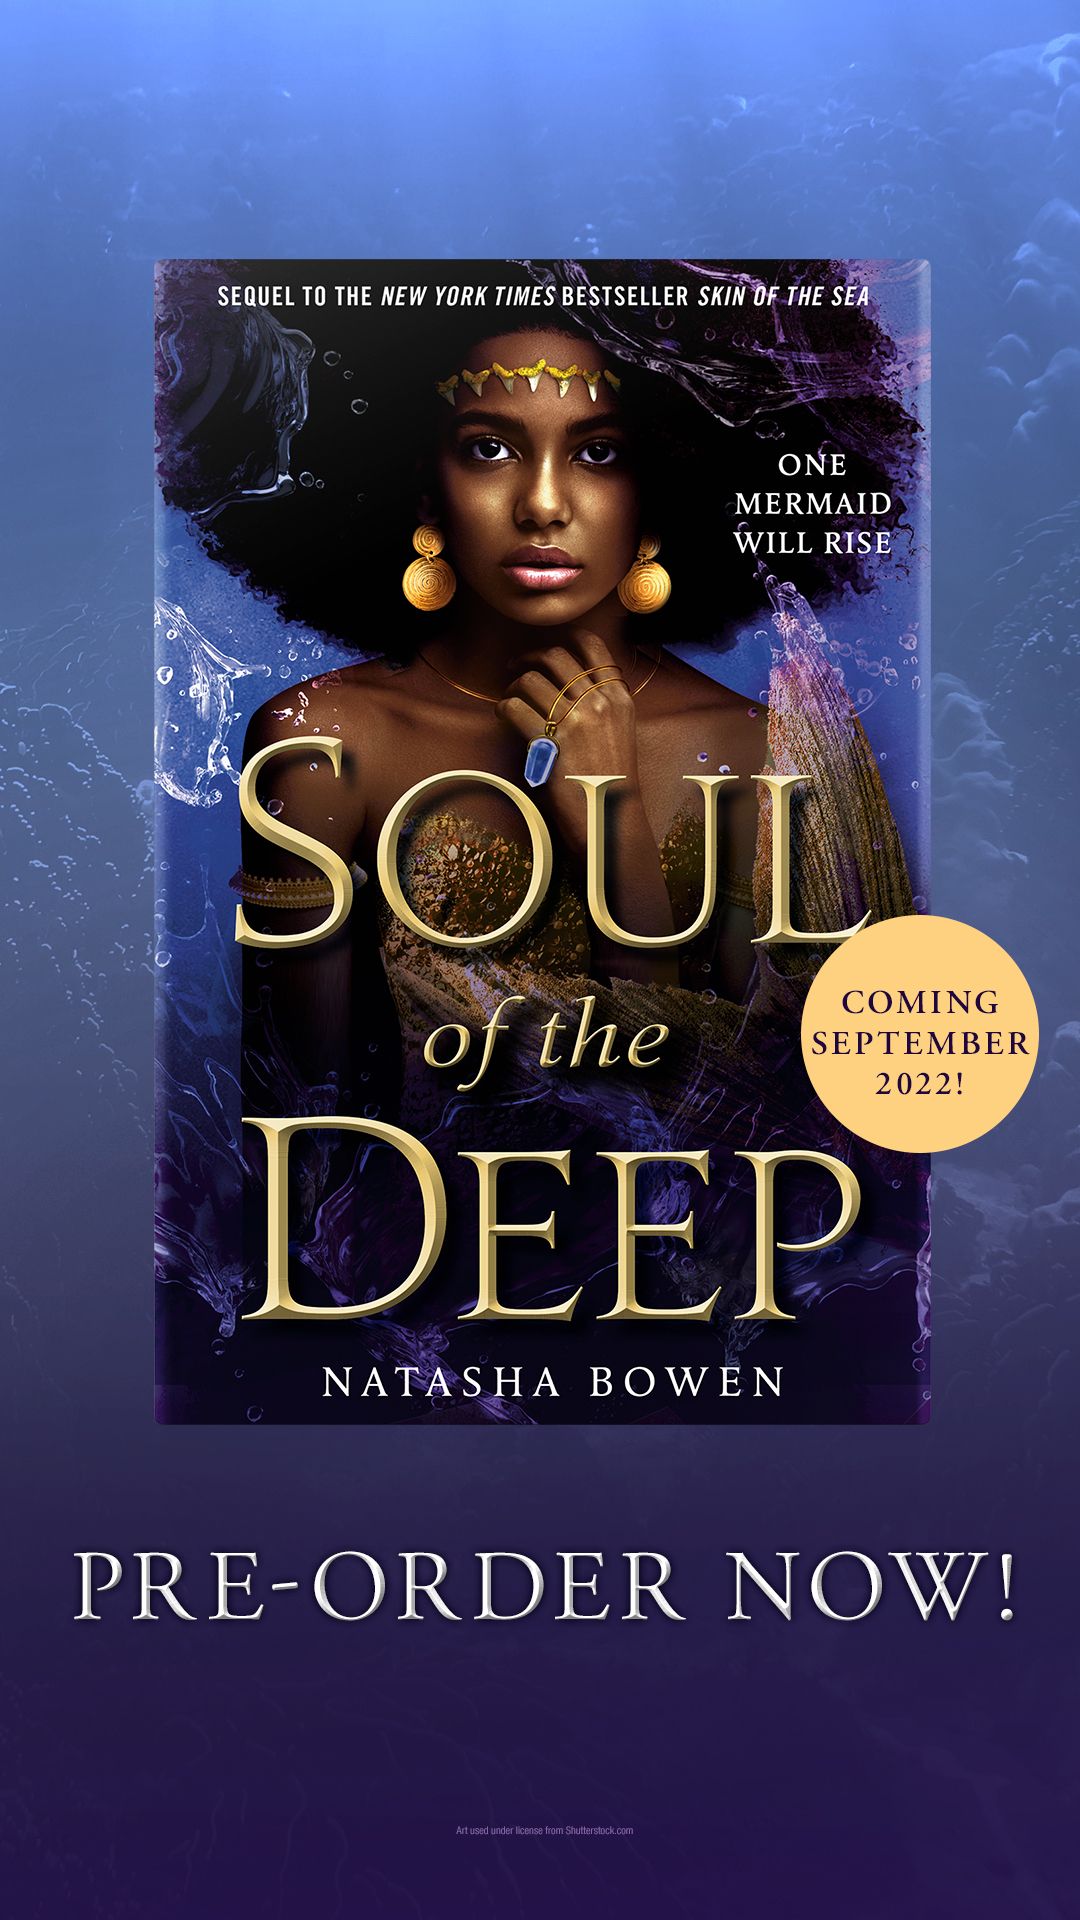 SEQUEL TO THE NEW YORK TIMES BESTSELLER SKIN OF THE SEA
ONE
MERMAID
WILL RISE
SOUL
of the
DEEP
COMING
SEPTEMBER
2022!
NATASHA BOWEN
PRE-ORDER NOW!
Art used under license from Shutterstock.com